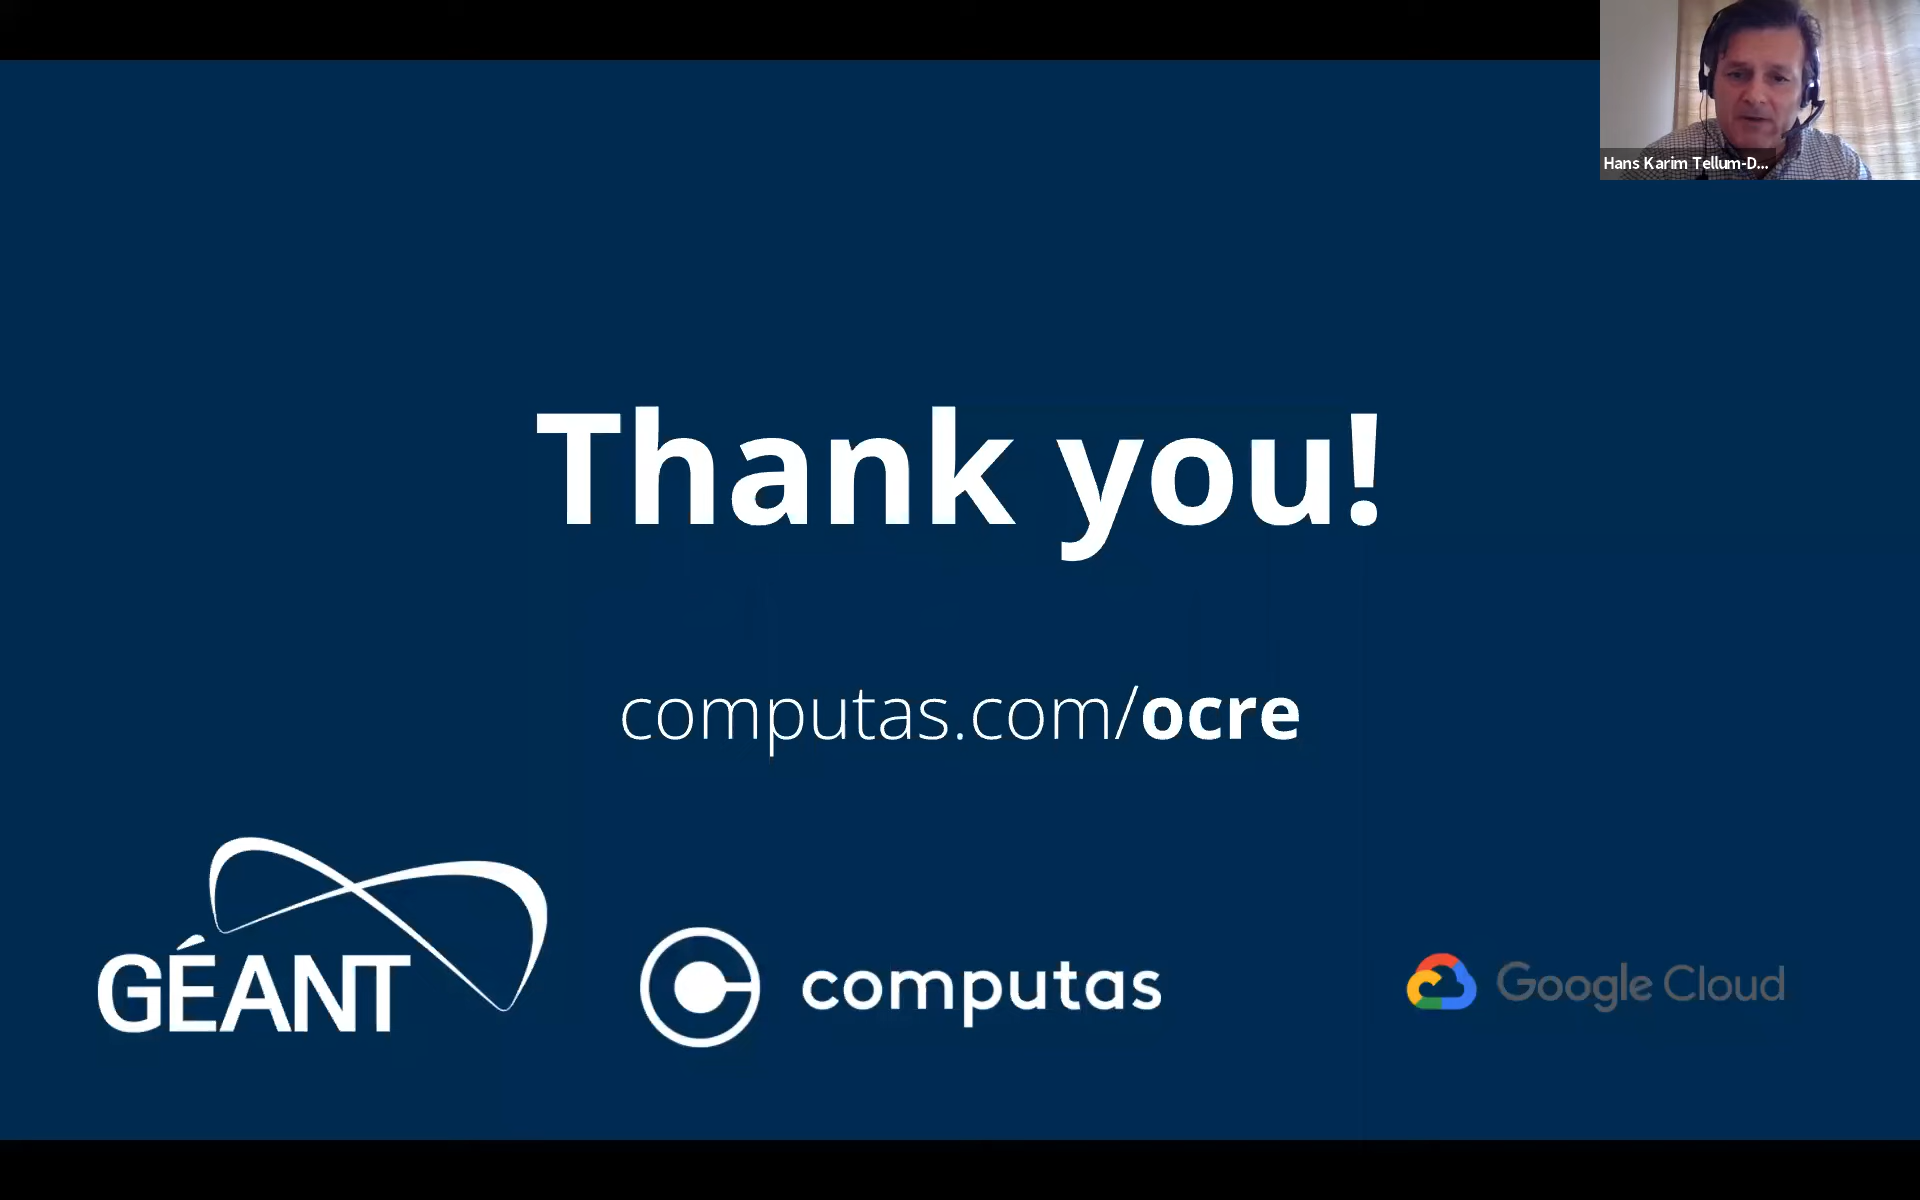 Hans Karim Tellum-D...
Thank you!
computas.com/ocre
GÉANT
computas
Google Cloud